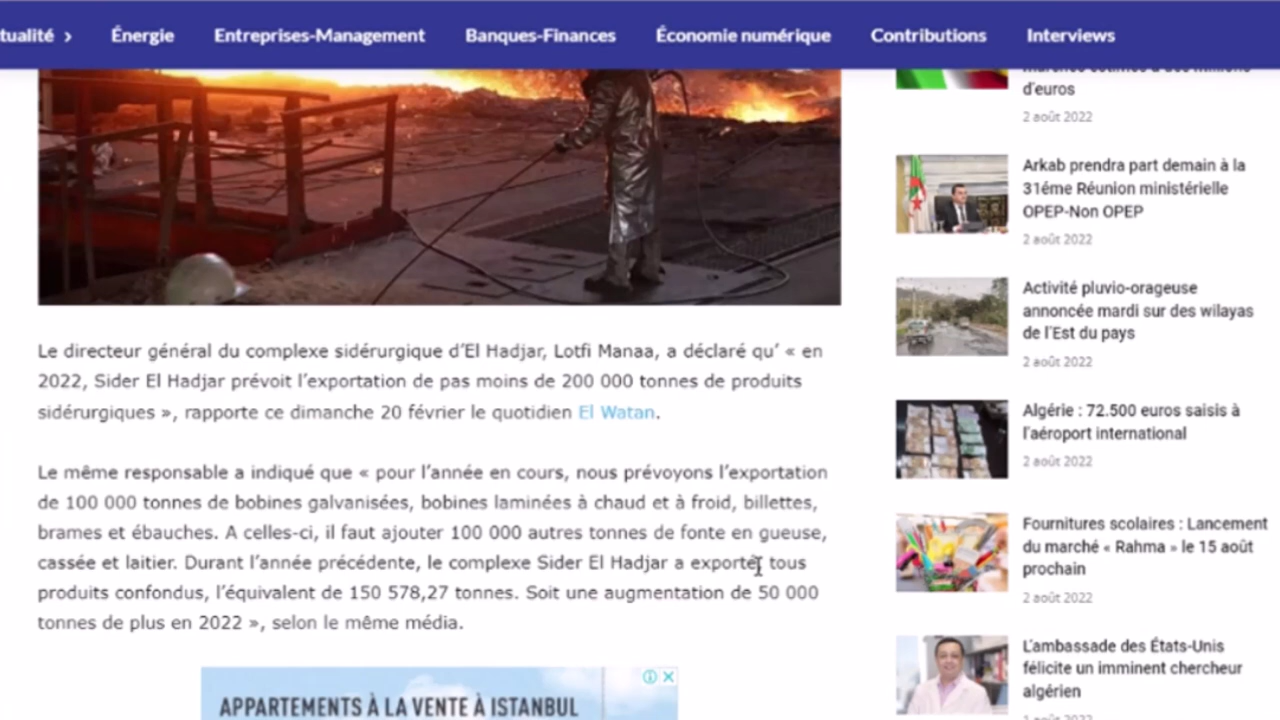 tualité
Énergie
Entreprises-Management
Banques-Finances
Économie numérique
Contributions
Interviews
Le directeur général du complexe sidérurgique d'El Hadjar, Lotfi Manaa, a déclaré qu' « en
2022, Sider El Hadjar prévoit l'exportation de pas moins de 200 000 tonnes de produits
sidérurgiques », rapporte ce dimanche 20 février le quotidien El Watan.
Le même responsable a indiqué que « pour l'année en cours, nous prévoyons l'exportation
de 100 000 tonnes de bobines galvanisées, bobines laminées à chaud et à froid, billettes,
brames et ébauches. A celles-ci, il faut ajouter 100 000 autres tonnes de fonte en gueuse,
cassée et laitier. Durant l'année précédente, le complexe Sider El Hadjar a exporté, tous
produits confondus, l'équivalent de 150 578,27 tonnes. Soit une augmentation de 50 000
tonnes de plus en 2022 », selon le même média.
APPARTEMENTS À LA VENTE À ISTANBUL
d'euros
2 août 2022
Arkab prendra part demain à la
31éme Réunion ministérielle
OPEP-Non OPEP
2 août 2022
Activité pluvio-orageuse
annoncée mardi sur des wilayas
de l'Est du pays
2 août 2022
Algérie : 72.500 euros saisis à
l'aéroport international
2 août 2022
Fournitures scolaires : Lancement
du marché « Rahma » le 15 août
prochain
2 août 2022
L'ambassade des États-Unis
félicite un imminent chercheur
algérien
1 août 2022